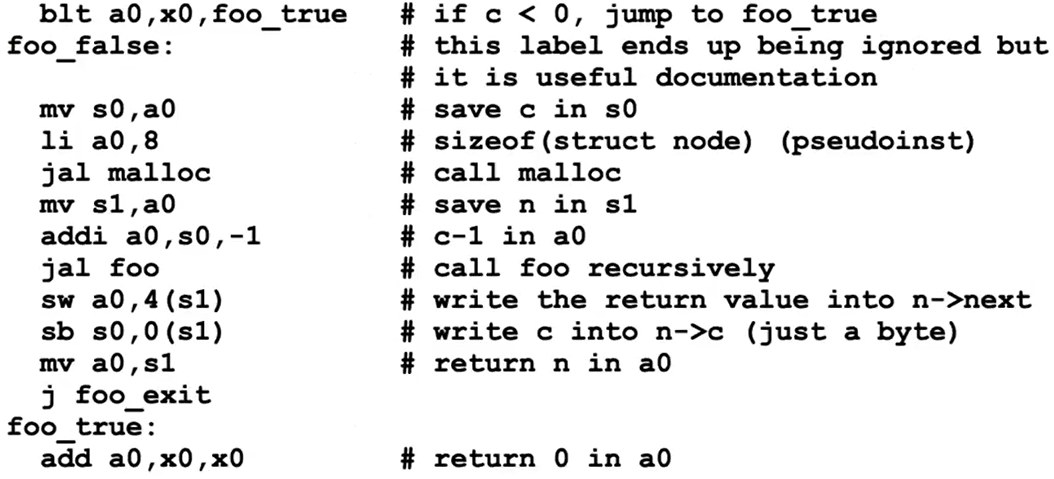 blt a0,x0,foo_true # if c < 0, jump to foo_true
foo_false: # this label ends up being ignored but
# it is useful documentation
mv s0,a0 # save c in s0
li a0,8 # sizeof(struct node) (pseudoinst)
jal malloc # call malloc
mv s1,a0 # save n in s1
addi a0,s0,-1 # c-1 in a0
jal foo # call foo recursively
sw a0,4(s1) # write the return value into n->next
sb s0,0(s1) # write c into n->c (just a byte)
mv a0,s1 # return n in a0
j foo_exit
foo_true:
add a0,x0,x0 # return 0 in a0